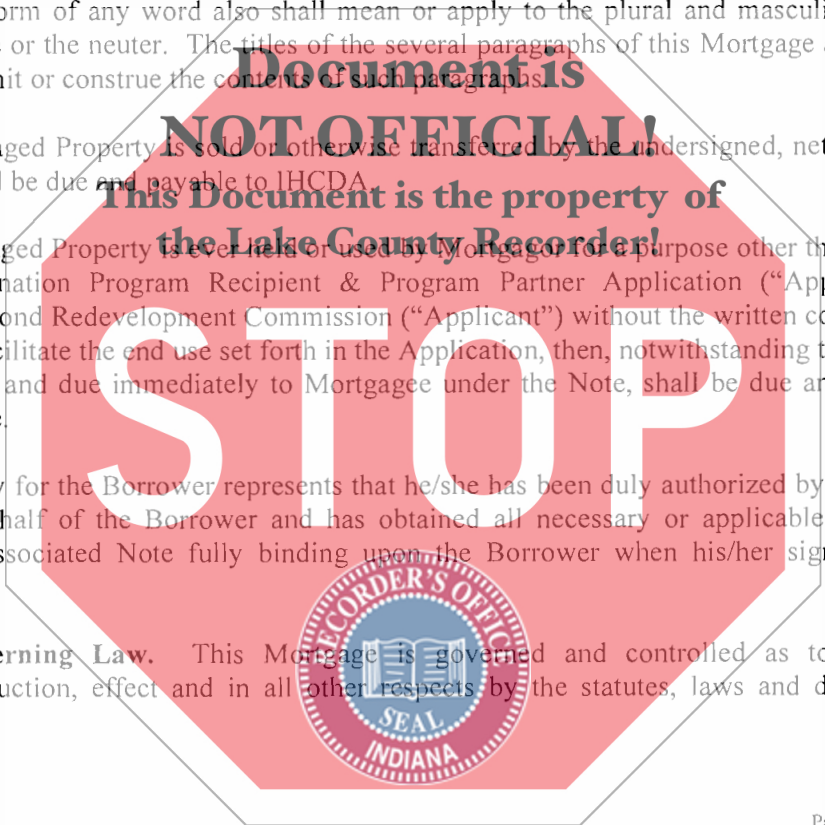 orm of any word also shall mean or apply to the plural and masculi
or the neuter. The titles of the several paragraphs of this Mortgage
it or construe the contents of such paragraphs.
Document is
NOT OFFICIAL!
ged Property is sold or otherwise transferred by the undersigned, net
be due and payable to IHCDA.
This Document is the property of
the Lake County Recorder!
ged Property is ever held or used by Mortgagor for a purpose other th
nation Program Recipient & Program Partner Application (“App
ond Redevelopment Commission (“Applicant”) without the written co
cilitate the end use set forth in the Application, then, notwithstanding t
and due immediately to Mortgagee under the Note, shall be due an
STOP
y for the Borrower represents that he/she has been duly authorized by
half of the Borrower and has obtained all necessary or applicable
ssociated Note fully binding upon the Borrower when his/her sign
RECORDER'S OFFICE
SEAL
INDIANA
erning Law. This Mortgage is governed and controlled as to
uction, effect and in all other respects by the statutes, laws and d